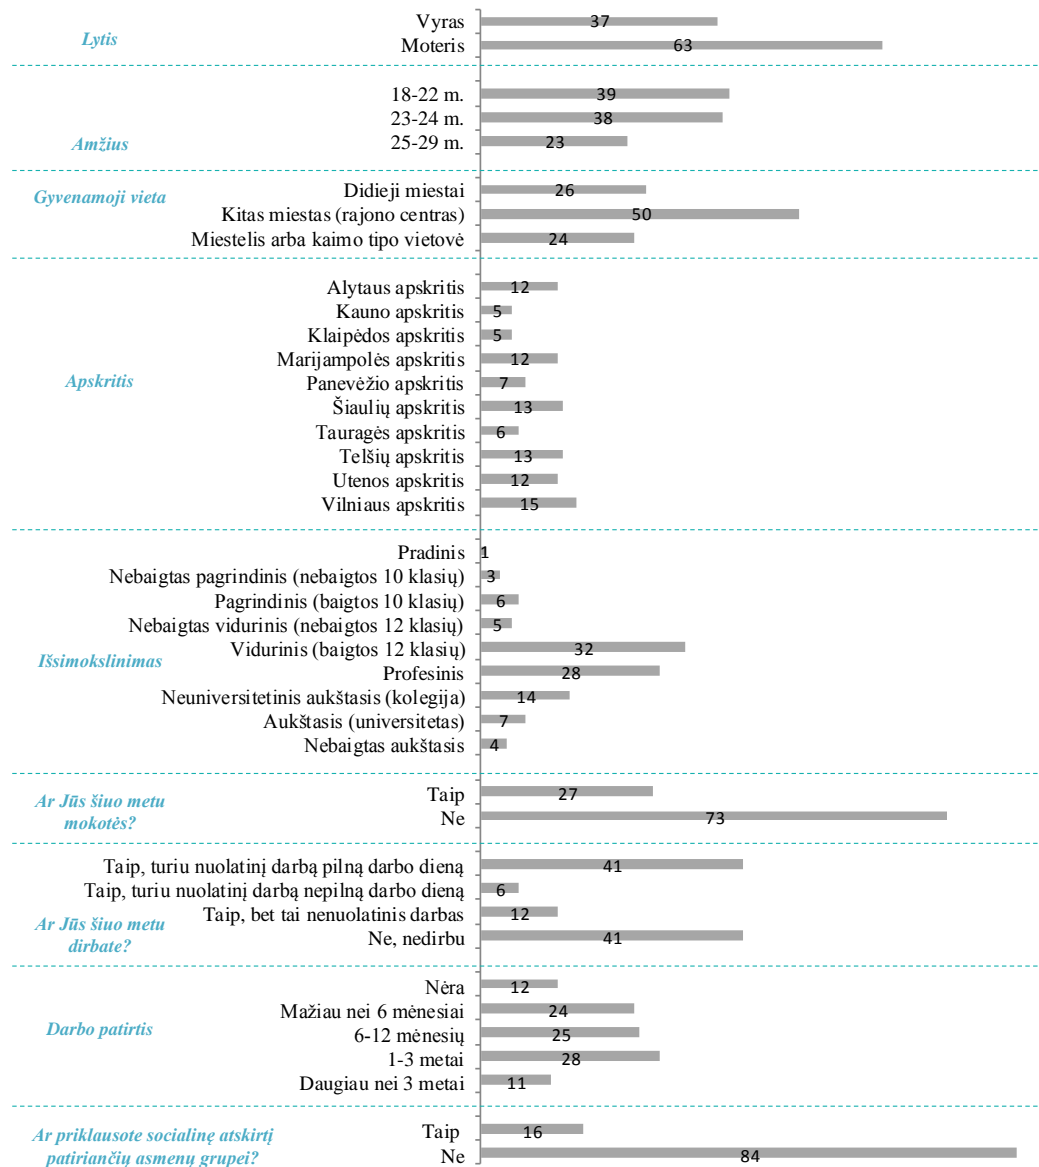 Lytis
Vyras 37
Moteris 63
Amžius
18-22 m. 39
23-24 m. 38
25-29 m. 23
Gyvenamoji vieta
Didieji miestai 26
Kitas miestas (rajono centras) 50
Miestelis arba kaimo tipo vietovė 24
Apskritis
Alytaus apskritis 12
Kauno apskritis 5
Klaipėdos apskritis 5
Marijampolės apskritis 12
Panevėžio apskritis 7
Šiaulių apskritis 13
Tauragės apskritis 6
Telšių apskritis 13
Utenos apskritis 12
Vilniaus apskritis 15
Išsimokslinimas
Pradinis 1
Nebaigtas pagrindinis (nebaigtos 10 klasių) 3
Pagrindinis (baigtos 10 klasių) 6
Nebaigtas vidurinis (nebaigtos 12 klasių) 5
Vidurinis (baigtos 12 klasių) 32
Profesinis 28
Neuniversitetinis aukštasis (kolegija) 14
Aukštasis (universitetas) 7
Nebaigtas aukštasis 4
Ar Jūs šiuo metu
mokotės?
Taip 27
Ne 73
Ar Jūs šiuo metu
dirbate?
Taip, turiu nuolatinį darbą pilną darbo dieną 41
Taip, turiu nuolatinį darbą nepilną darbo dieną 6
Taip, bet tai nenuolatinis darbas 12
Ne, nedirbu 41
Darbo patirtis
Nėra 12
Mažiau nei 6 mėnesiai 24
6-12 mėnesių 25
1-3 metai 28
Daugiau nei 3 metai 11
Ar priklausote socialinę atskirtį
patiriančių asmenų grupei?
Taip 16
Ne 84